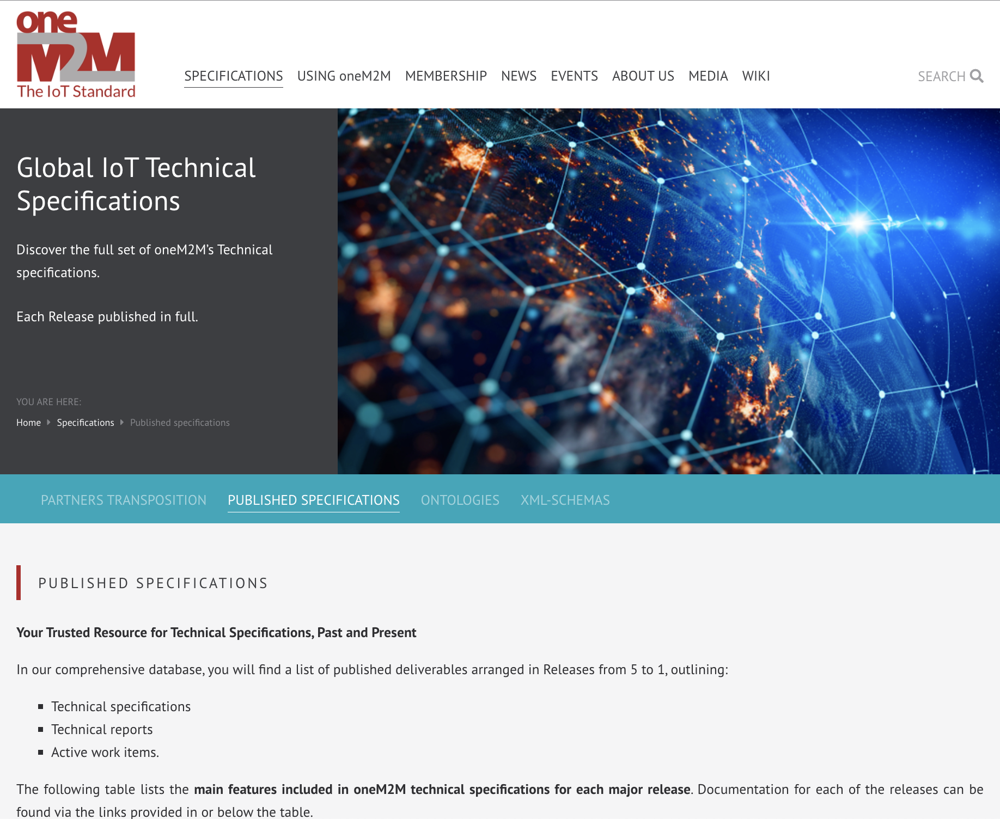 one
M2M
The IoT Standard
SPECIFICATIONS USING oneM2M MEMBERSHIP NEWS EVENTS ABOUT US MEDIA WIKI SEARCH
Global IoT Technical
Specifications
Discover the full set of oneM2M’s Technical
specifications.
Each Release published in full.
YOU ARE HERE:
Home Specifications Published specifications
PARTNERS TRANSPOSITION PUBLISHED SPECIFICATIONS ONTOLOGIES XML-SCHEMAS
PUBLISHED SPECIFICATIONS
Your Trusted Resource for Technical Specifications, Past and Present
In our comprehensive database, you will find a list of published deliverables arranged in Releases from 5 to 1, outlining:
Technical specifications
Technical reports
Active work items.
The following table lists the main features included in oneM2M technical specifications for each major release. Documentation for each of the releases can be
found via the links provided in or below the table.